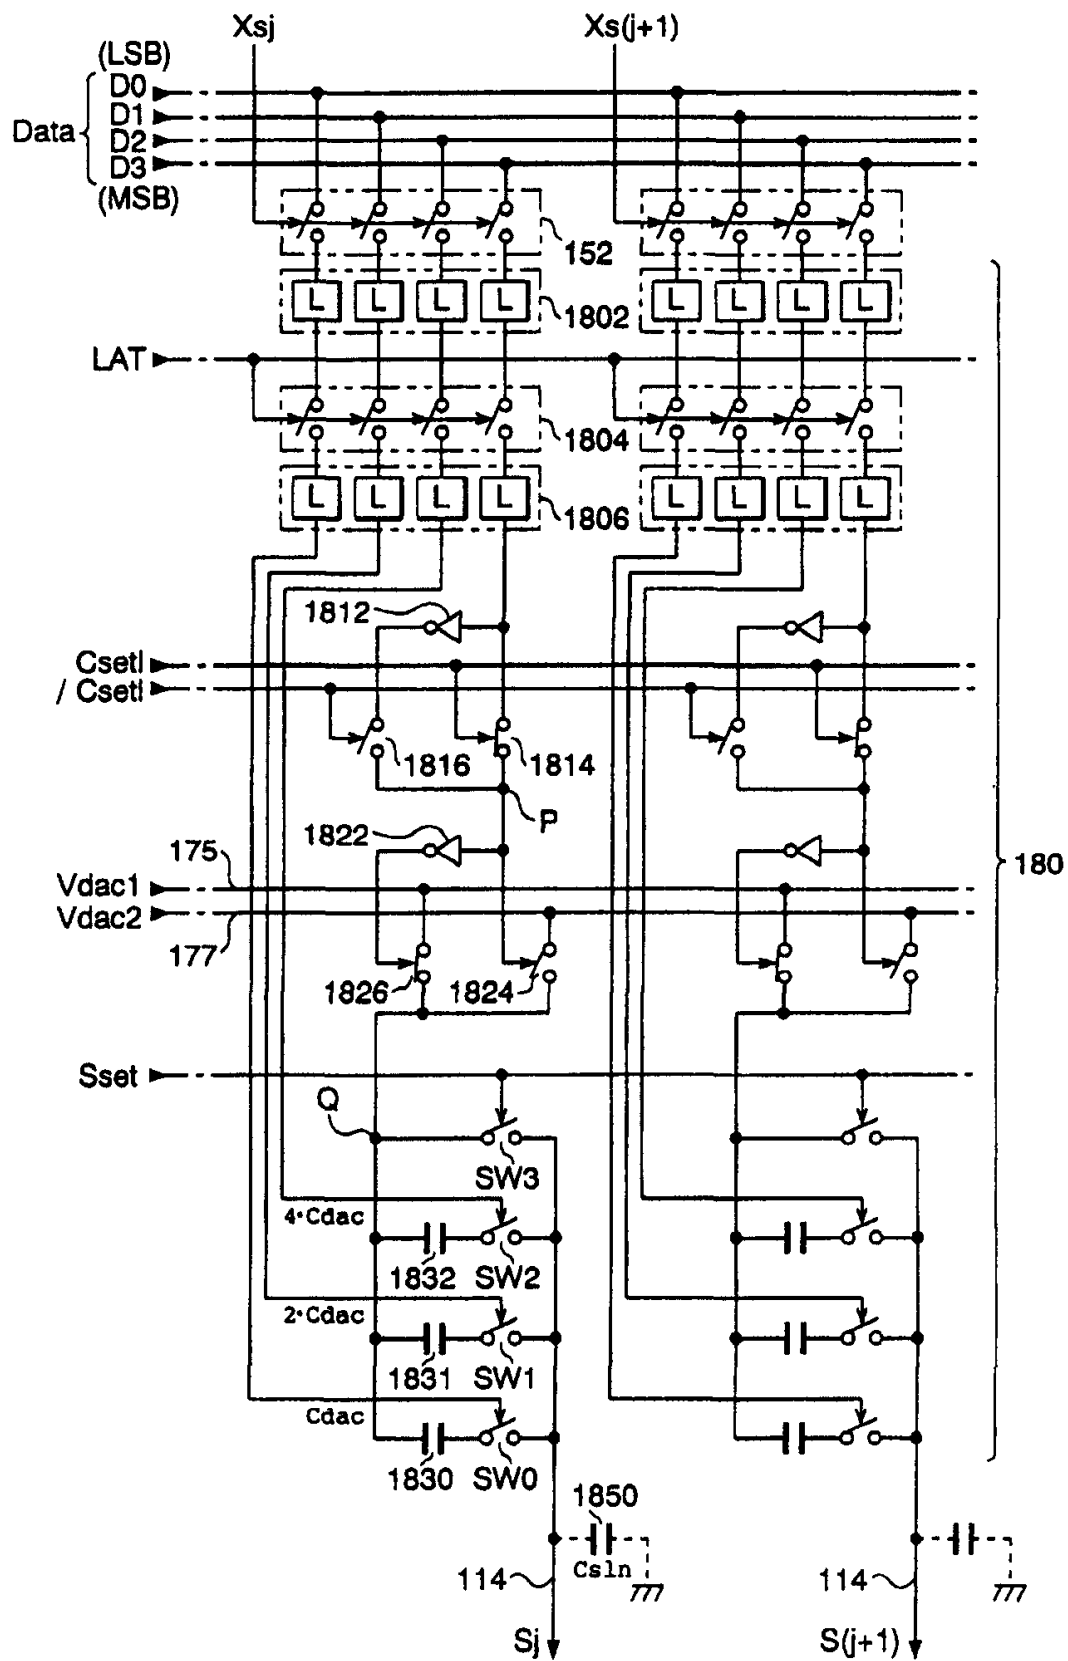 Xsj
Xs(j+1)
(LSB)
Data
D0
D1
D2
D3
(MSB)
152
L L L L
L L L L
1802
LAT
1804
L L L L
L L L L
1806
1812
Csetl
/ Csetl
1816
1814
P
1822
175
Vdac1
Vdac2
177
180
1826
1824
Sset
Q
SW3
4·Cdac
1832
SW2
2·Cdac
1831
SW1
Cdac
1830
SW0
1850
Csln
114
114
Sj
S(j+1)